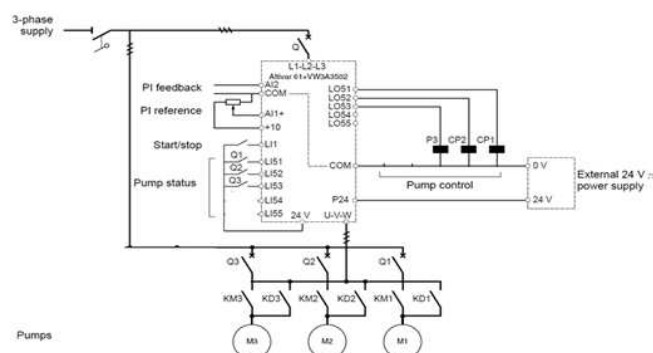 3-phase
supply
Q
L1-L2-L3
Altivar 61+VW3A3502
PI feedback
AI2
COM
PI reference
AI1+
+10
LO51
LO52
LO53
LO54
LO55
P3 CP2 CP1
Start/stop
LI1
Q1
LI51
Q2
LI52
Q3
LI53
Pump status
LI54
LI55
COM
0 V
Pump control
External 24 V
power supply
P24
24 V
24 V
U-V-W
Q3 Q2 Q1
KM3 KD3 KM2 KD2 KM1 KD1
Pumps
M3 M2 M1